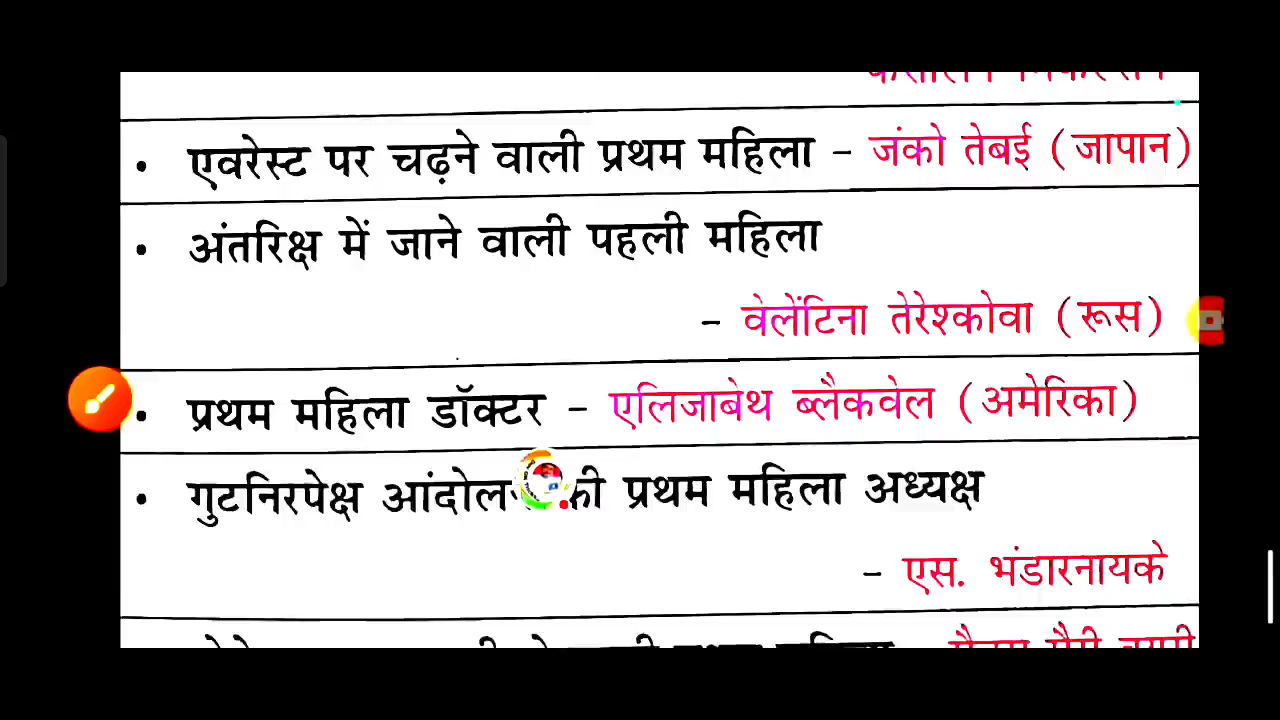 • एवरेस्ट पर चढ़ने वाली प्रथम महिला – जंको तेबई (जापान)
• अंतरिक्ष में जाने वाली पहली महिला
– वेलेंटिना तेरेश्कोवा (रूस)
• प्रथम महिला डॉक्टर – एलिजाबेथ ब्लैकवेल (अमेरिका)
• गुटनिरपेक्ष की प्रथम महिला अध्यक्ष
– एस. भंडारनायके